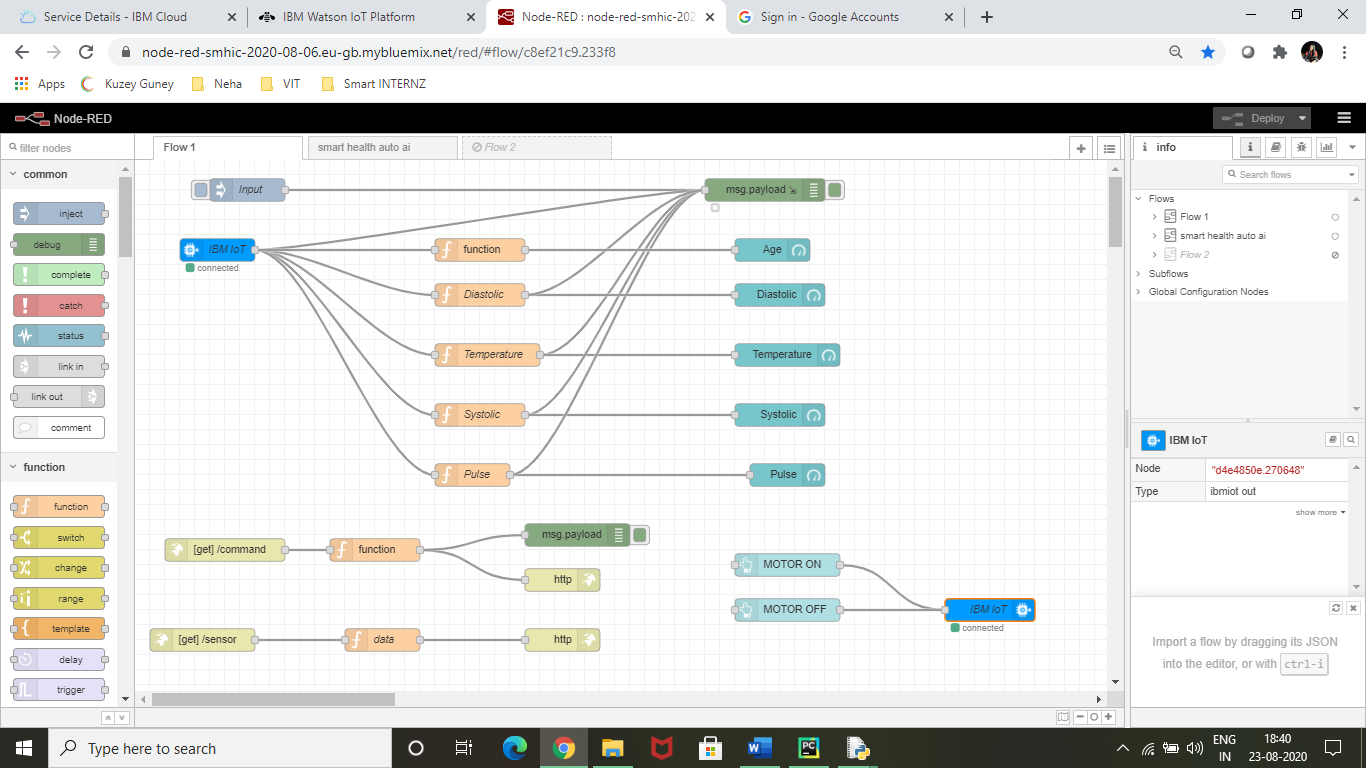 Service Details - IBM Cloud
IBM Watson IoT Platform
Node-RED : node-red-smhic-202
Sign in - Google Accounts
node-red-smhic-2020-08-06.eu-gb.mybluemix.net/red/#flow/c8ef21c9.233f8
Apps
Kuzey Guney
Neha
VIT
Smart INTERNZ
Node-RED
Deploy
filter nodes
Flow 1
smart health auto ai
Flow 2
info
common
inject
debug
complete
catch
status
link in
link out
comment
function
function
switch
change
range
template
delay
trigger
Input
msg.payload
IBM IoT
connected
function
Age
Diastolic
Diastolic
Temperature
Temperature
Systolic
Systolic
Pulse
Pulse
[get] /command
function
msg.payload
http
[get] /sensor
data
http
MOTOR ON
MOTOR OFF
IBM IoT
connected
Search flows
Flows
Flow 1
smart health auto ai
Flow 2
Subflows
Global Configuration Nodes
IBM IoT
Node "d4e4850e.270648"
Type ibmiot out
show more
Import a flow by dragging its JSON
into the editor, or with ctrl-i
Type here to search
ENG
IN
18:40
23-08-2020